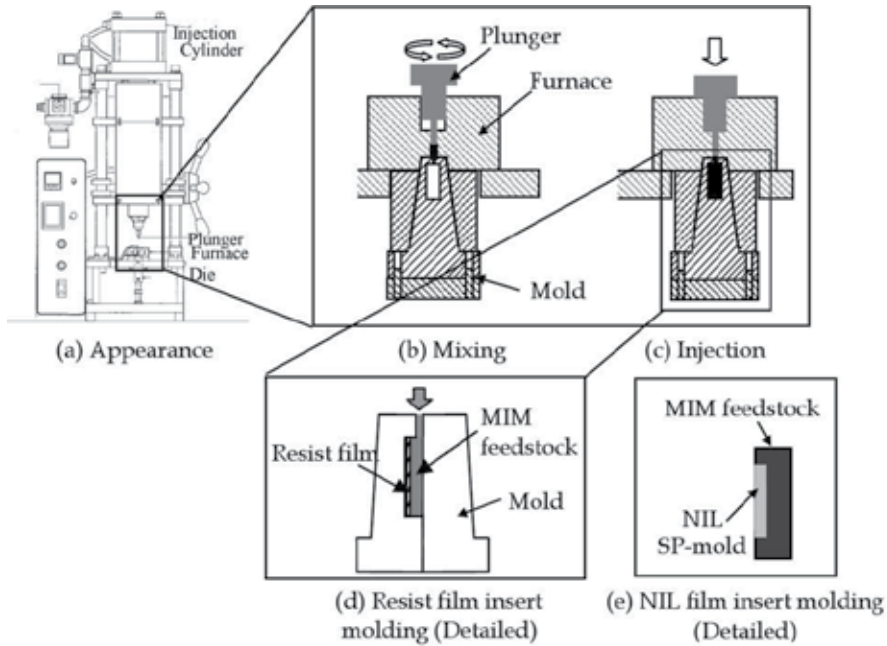 Injection
Cylinder
Plunger
Furnace
Die
(a) Appearance
Plunger
Furnace
Mold
(b) Mixing
(c) Injection
Resist film
MIM
feedstock
Mold
(d) Resist film insert
molding (Detailed)
MIM feedstock
NIL
SP-mold
(e) NIL film insert molding
(Detailed)